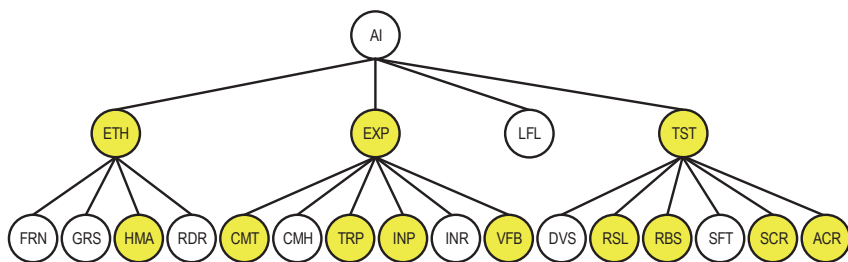 AI
ETH EXP LFL TST
FRN GRS HMA RDR CMT CMH TRP INP INR VFB DVS RSL RBS SFT SCR ACR